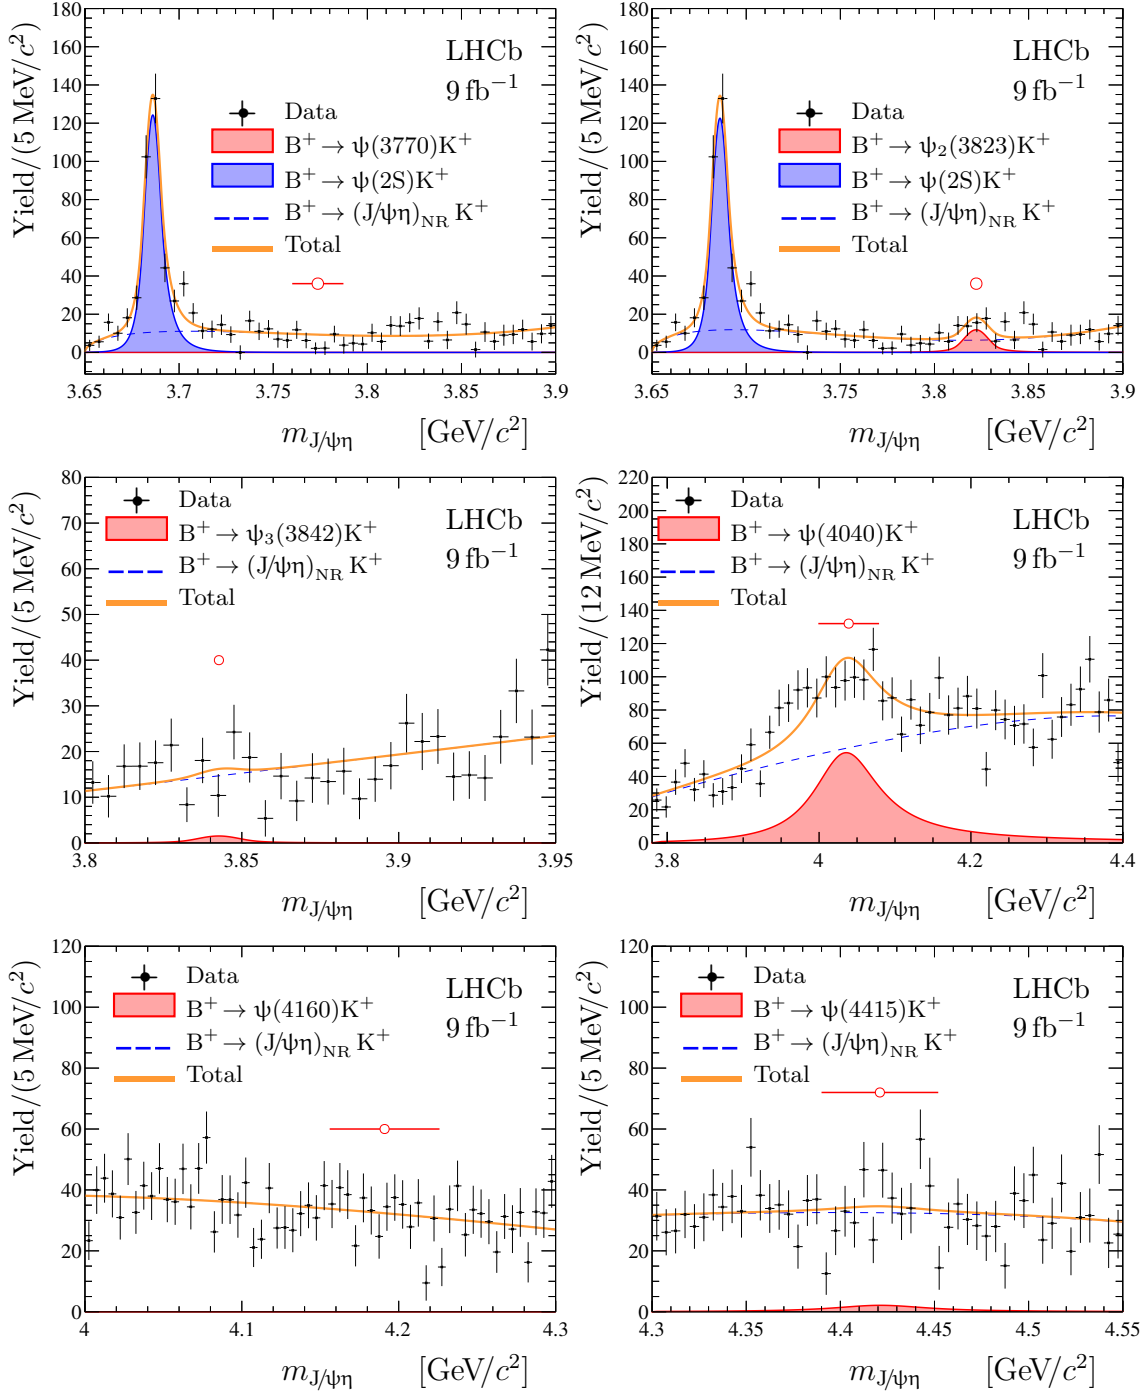 Yield/(5 MeV/c²)
180
160
140
120
100
80
60
40
20
0
LHCb
9 fb⁻¹
Data
B⁺ → ψ(3770)K⁺
B⁺ → ψ(2S)K⁺
B⁺ → (J/ψη)NR K⁺
Total
3.65 3.7 3.75 3.8 3.85 3.9
mJ/ψη [GeV/c²]
Yield/(5 MeV/c²)
180
160
140
120
100
80
60
40
20
0
LHCb
9 fb⁻¹
Data
B⁺ → ψ₂(3823)K⁺
B⁺ → ψ(2S)K⁺
B⁺ → (J/ψη)NR K⁺
Total
3.65 3.7 3.75 3.8 3.85 3.9
mJ/ψη [GeV/c²]
Yield/(5 MeV/c²)
80
70
60
50
40
30
20
10
0
LHCb
9 fb⁻¹
Data
B⁺ → ψ₃(3842)K⁺
B⁺ → (J/ψη)NR K⁺
Total
3.8 3.85 3.9 3.95
mJ/ψη [GeV/c²]
Yield/(12 MeV/c²)
220
200
180
160
140
120
100
80
60
40
20
0
LHCb
9 fb⁻¹
Data
B⁺ → ψ(4040)K⁺
B⁺ → (J/ψη)NR K⁺
Total
3.8 4 4.2 4.4
mJ/ψη [GeV/c²]
Yield/(5 MeV/c²)
120
100
80
60
40
20
0
LHCb
9 fb⁻¹
Data
B⁺ → ψ(4160)K⁺
B⁺ → (J/ψη)NR K⁺
Total
4 4.1 4.2 4.3
mJ/ψη [GeV/c²]
Yield/(5 MeV/c²)
120
100
80
60
40
20
0
LHCb
9 fb⁻¹
Data
B⁺ → ψ(4415)K⁺
B⁺ → (J/ψη)NR K⁺
Total
4.3 4.35 4.4 4.45 4.5 4.55
mJ/ψη [GeV/c²]